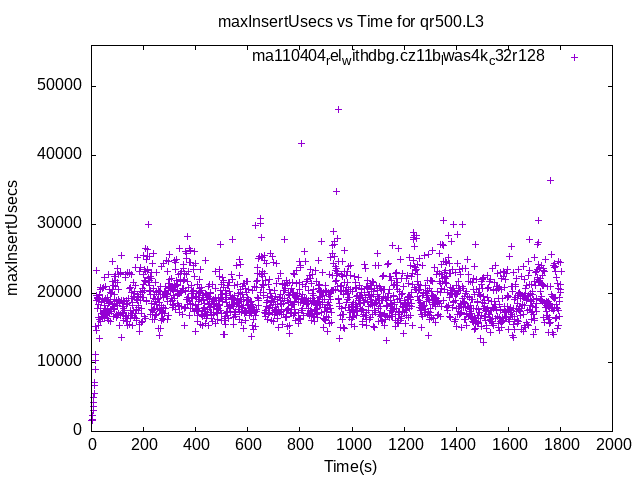 maxInsertUsecs vs Time for qr500.L3
ma110404_rel_withdbg.cz11b_lwas4k_c32r128
50000
40000
30000
20000
10000
0
maxInsertUsecs
0 200 400 600 800 1000 1200 1400 1600 1800 2000
Time(s)